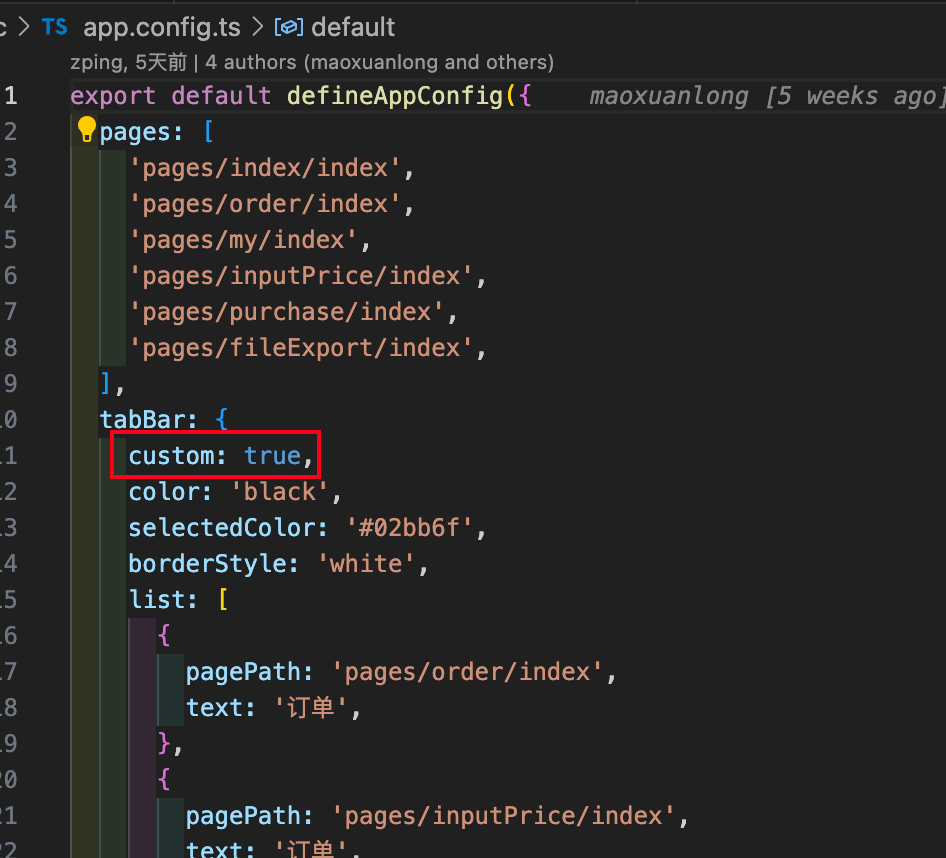 c > TS app.config.ts > default
zping, 5天前 | 4 authors (maoxuanlong and others)
1 export default defineAppConfig({ maoxuanlong [5 weeks ago]
2 pages: [
3 'pages/index/index',
4 'pages/order/index',
5 'pages/my/index',
6 'pages/inputPrice/index',
7 'pages/purchase/index',
8 'pages/fileExport/index',
9 ],
10 tabBar: {
11 custom: true,
12 color: 'black',
13 selectedColor: '#02bb6f',
14 borderStyle: 'white',
15 list: [
16 {
17 pagePath: 'pages/order/index',
18 text: '订单',
19 },
20 {
21 pagePath: 'pages/inputPrice/index',
22 text: '订单',